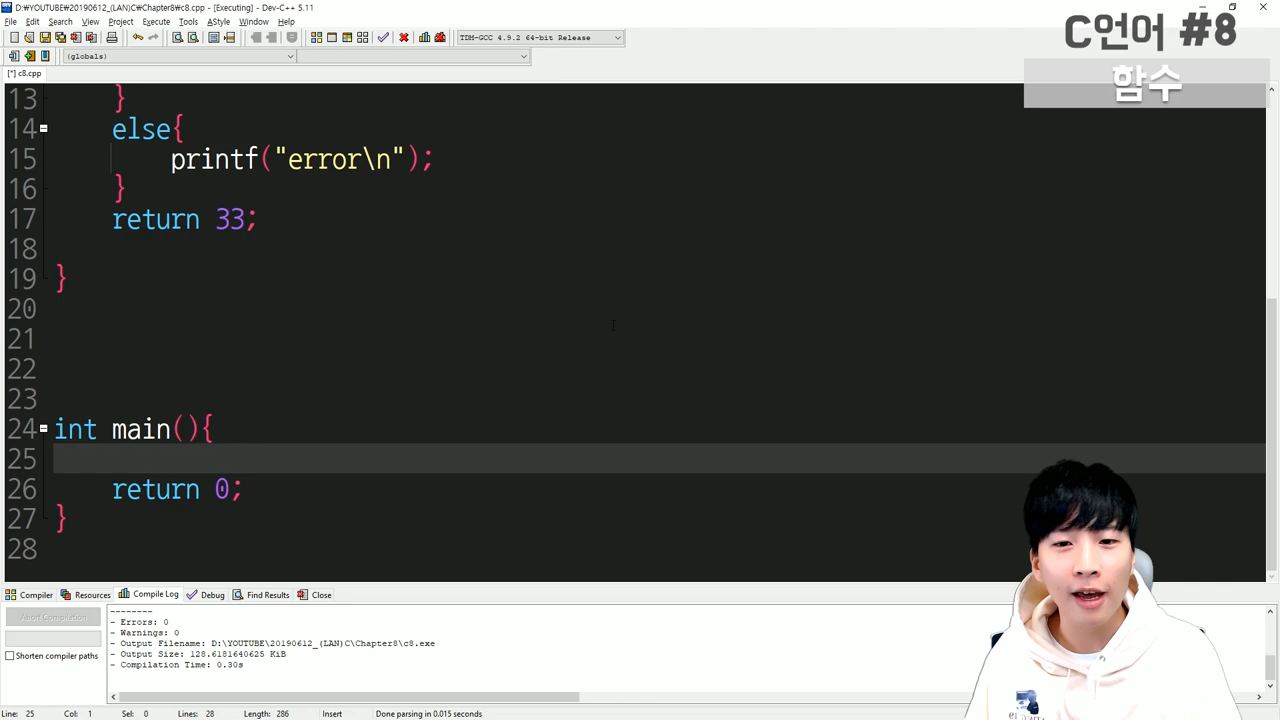 D:₩YOUTUBE₩20190612_(LAN)C₩Chapter8₩c8.cpp - [Executing] - Dev-C++ 5.11
File Edit Search View Project Execute Tools AStyle Window Help
TDM-GCC 4.9.2 64-bit Release
(globals)
[*] c8.cpp
C언어 #8
함수
13 }
14 else{
15 printf("error\n");
16 }
17 return 33;
18
19 }
20
21
22
23
24 int main(){
25
26 return 0;
27 }
28
Compiler Resources Compile Log Debug Find Results Close
Abort Compilation
Shorten compiler paths
--------
- Errors: 0
- Warnings: 0
- Output Filename: D:\YOUTUBE\20190612_(LAN)C\Chapter8\c8.exe
- Output Size: 128.6181640625 KiB
- Compilation Time: 0.30s
Line: 25 Col: 1 Sel: 0 Lines: 28 Length: 286 Insert Done parsing in 0.015 seconds